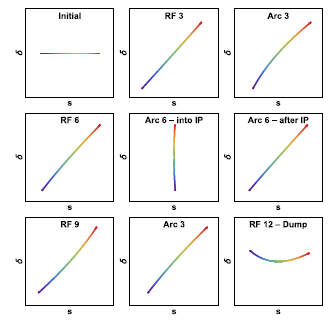 Initial
RF 3
Arc 3
δ
δ
δ
s
s
s
RF 6
Arc 6 – into IP
Arc 6 – after IP
δ
δ
δ
s
s
s
RF 9
Arc 3
RF 12 – Dump
δ
δ
δ
s
s
s